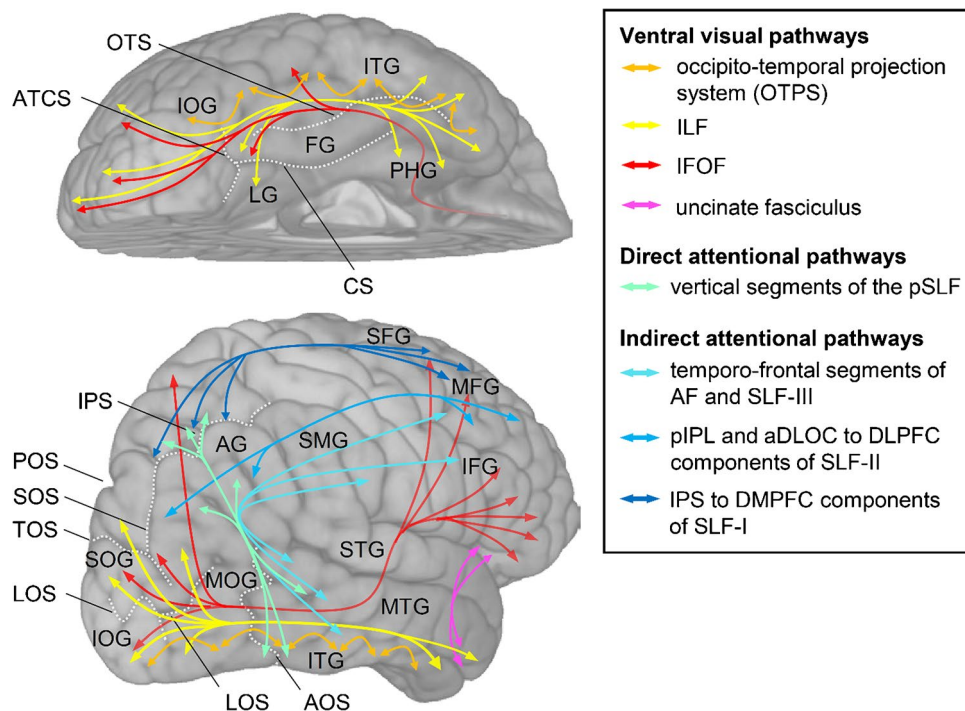 OTS
ITG
ATCS
IOG
FG
PHG
LG
CS
SFG
MFG
IPS
AG
SMG
POS
IFG
SOS
TOS
STG
SOG
MOG
LOS
MTG
IOG
ITG
LOS
AOS
Ventral visual pathways
occipito-temporal projection
system (OTPS)
ILF
IFOF
uncinate fasciculus
Direct attentional pathways
vertical segments of the pSLF
Indirect attentional pathways
temporo-frontal segments of
AF and SLF-III
pIPL and aDLOC to DLPFC
components of SLF-II
IPS to DMPFC components
of SLF-I